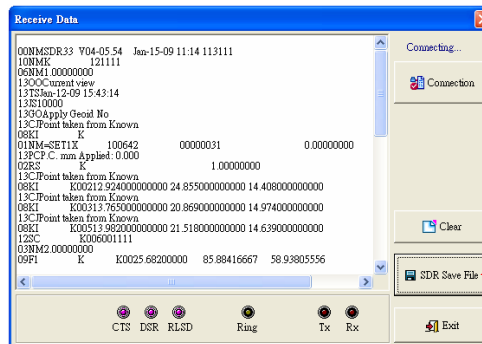 Receive Data
00NMSDR33 V04-05.54 Jan-15-09 11:14 113111
10NMK 121111
06NM1.00000000
13OOCurrent view
13TSJan-12-09 15:43:14
13JS10000
13GOApply Geoid No
13CJPoint taken from Known
08KI K
01NM=SET1X 100642 00000031 0.00000000
13PCP.C. mm Applied: 0.000
02RS K 1.00000000
13CJPoint taken from Known
08KI K00212.924000000000 24.855000000000 14.408000000000
13CJPoint taken from Known
08KI K00313.765000000000 20.869000000000 14.974000000000
13CJPoint taken from Known
08KI K00513.982000000000 21.518000000000 14.639000000000
12SC K006001111
03NM2.00000000
09F1 K K0025.68200000 85.88416667 58.93805556
Connecting...
Connection
Clear
SDR Save File
Exit
CTS DSR RLSD Ring Tx Rx